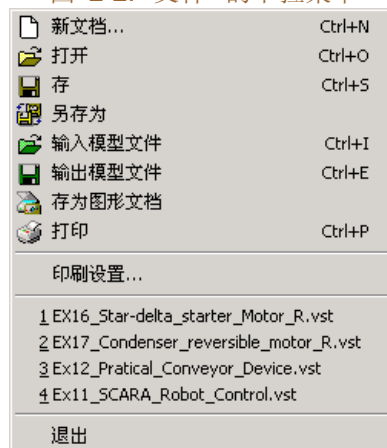 新文档... Ctrl+N
打开 Ctrl+O
存 Ctrl+S
另存为
输入模型文件 Ctrl+I
输出模型文件 Ctrl+E
存为图形文档
打印 Ctrl+P
印刷设置...
1 EX16_Star-delta_starter_Motor_R.vst
2 EX17_Condenser_reversible_motor_R.vst
3 Ex12_Pratical_Conveyor_Device.vst
4 Ex11_SCARA_Robot_Control.vst
退出